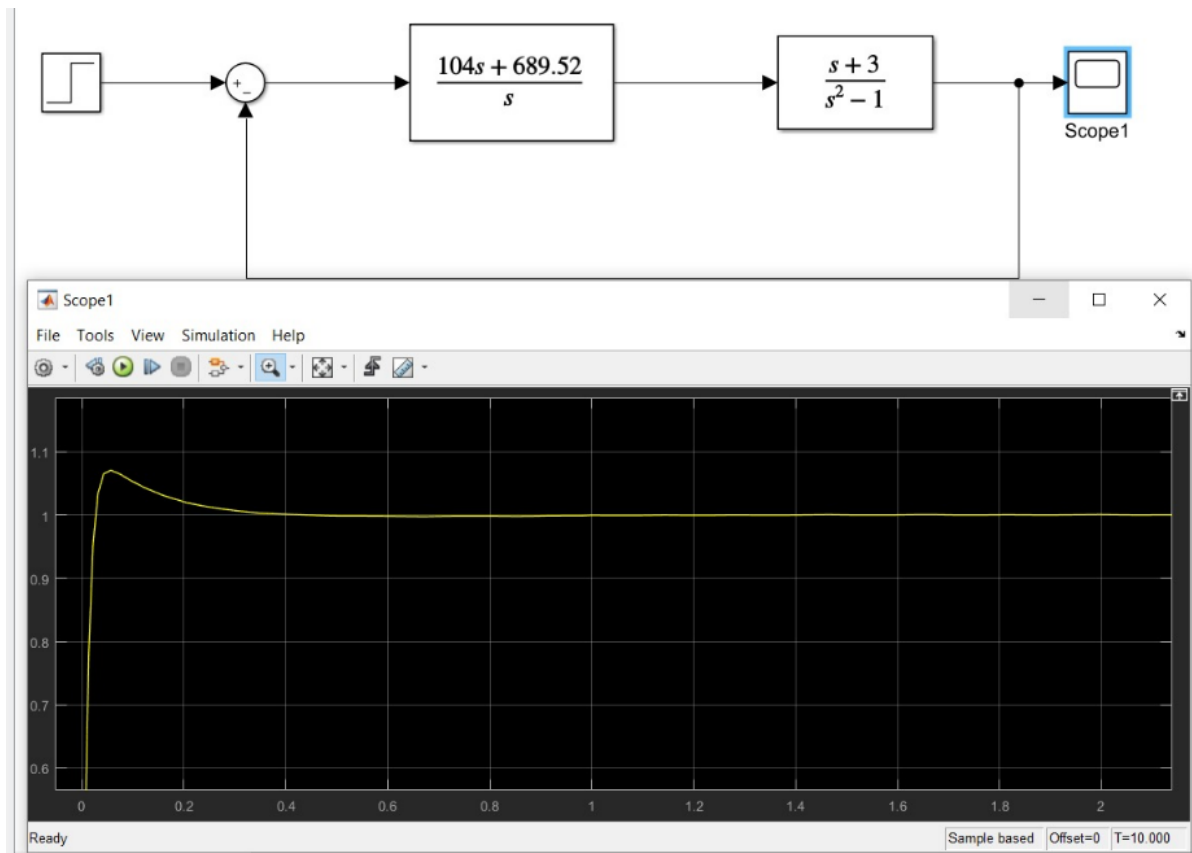 +
-
104s + 689.52
s
s + 3
s² − 1
Scope1
Scope1
File Tools View Simulation Help
1.1
1
0.9
0.8
0.7
0.6
0 0.2 0.4 0.6 0.8 1 1.2 1.4 1.6 1.8 2
Ready Sample based Offset=0 T=10.000